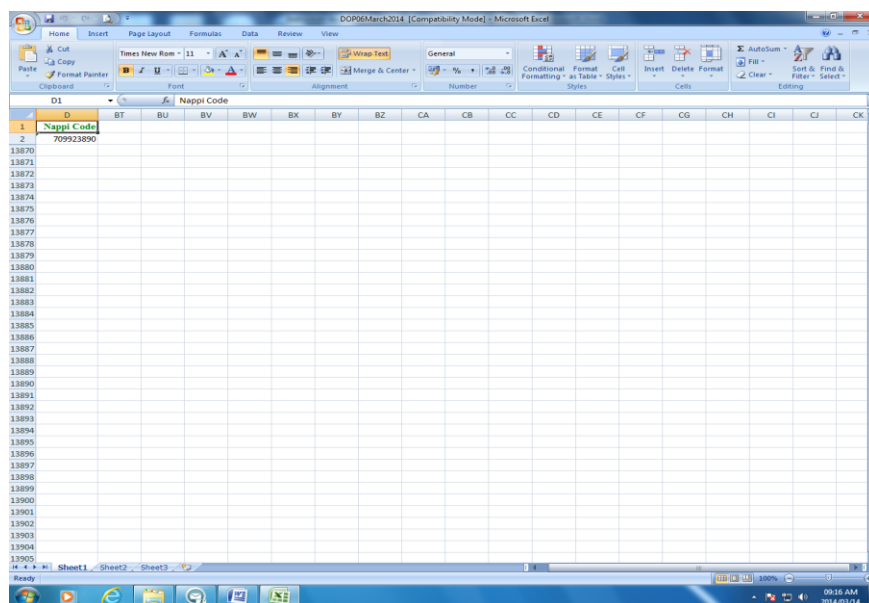 DOP06March2014 [Compatibility Mode] - Microsoft Excel
Home Insert Page Layout Formulas Data Review View
Paste
Cut
Copy
Format Painter
Clipboard
Times New Rom 11 A A
B I U A
Font
Wrap Text
Merge & Center
Alignment
General
% ,
Number
Conditional Formatting
Format as Table
Cell Styles
Styles
Insert Delete Format
Cells
Σ AutoSum
Fill
Clear
Sort & Filter
Find & Select
Editing
D1 fx Nappi Code
D BT BU BV BW BX BY BZ CA CB CC CD CE CF CG CH CI CJ CK
1 Nappi Code
2 709923890
13870
13871
13872
13873
13874
13875
13876
13877
13878
13879
13880
13881
13882
13883
13884
13885
13886
13887
13888
13889
13890
13891
13892
13893
13894
13895
13896
13897
13898
13899
13900
13901
13902
13903
13904
13905
Sheet1 Sheet2 Sheet3
Ready 100%
09:16 AM
2014/03/14